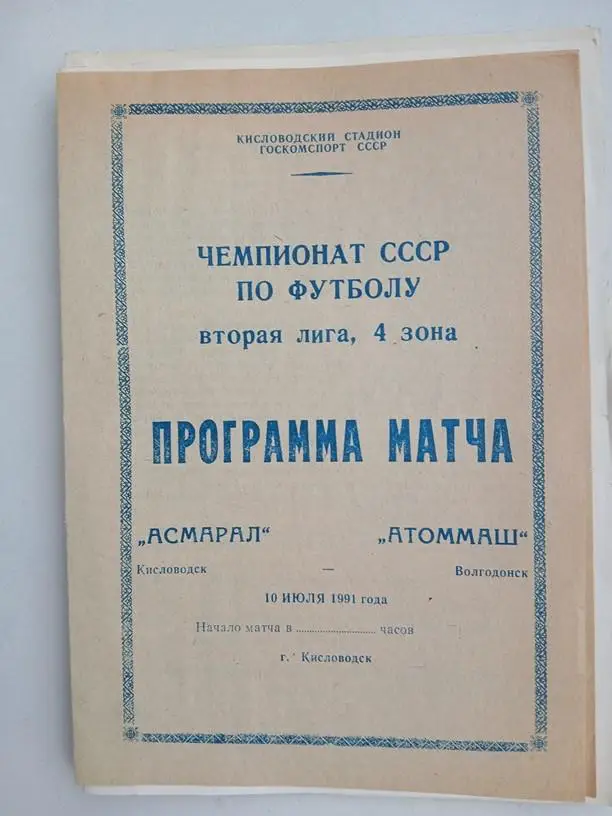 КИСЛОВОДСКИЙ СТАДИОН
ГОСКОМСПОРТ СССР
ЧЕМПИОНАТ СССР
ПО ФУТБОЛУ
вторая лига, 4 зона
ПРОГРАММА МАТЧА
„АСМАРАЛ“ „АТОММАШ“
Кисловодск — Волгодонск
10 ИЮЛЯ 1991 года
Начало матча в ........................ часов
г. Кисловодск